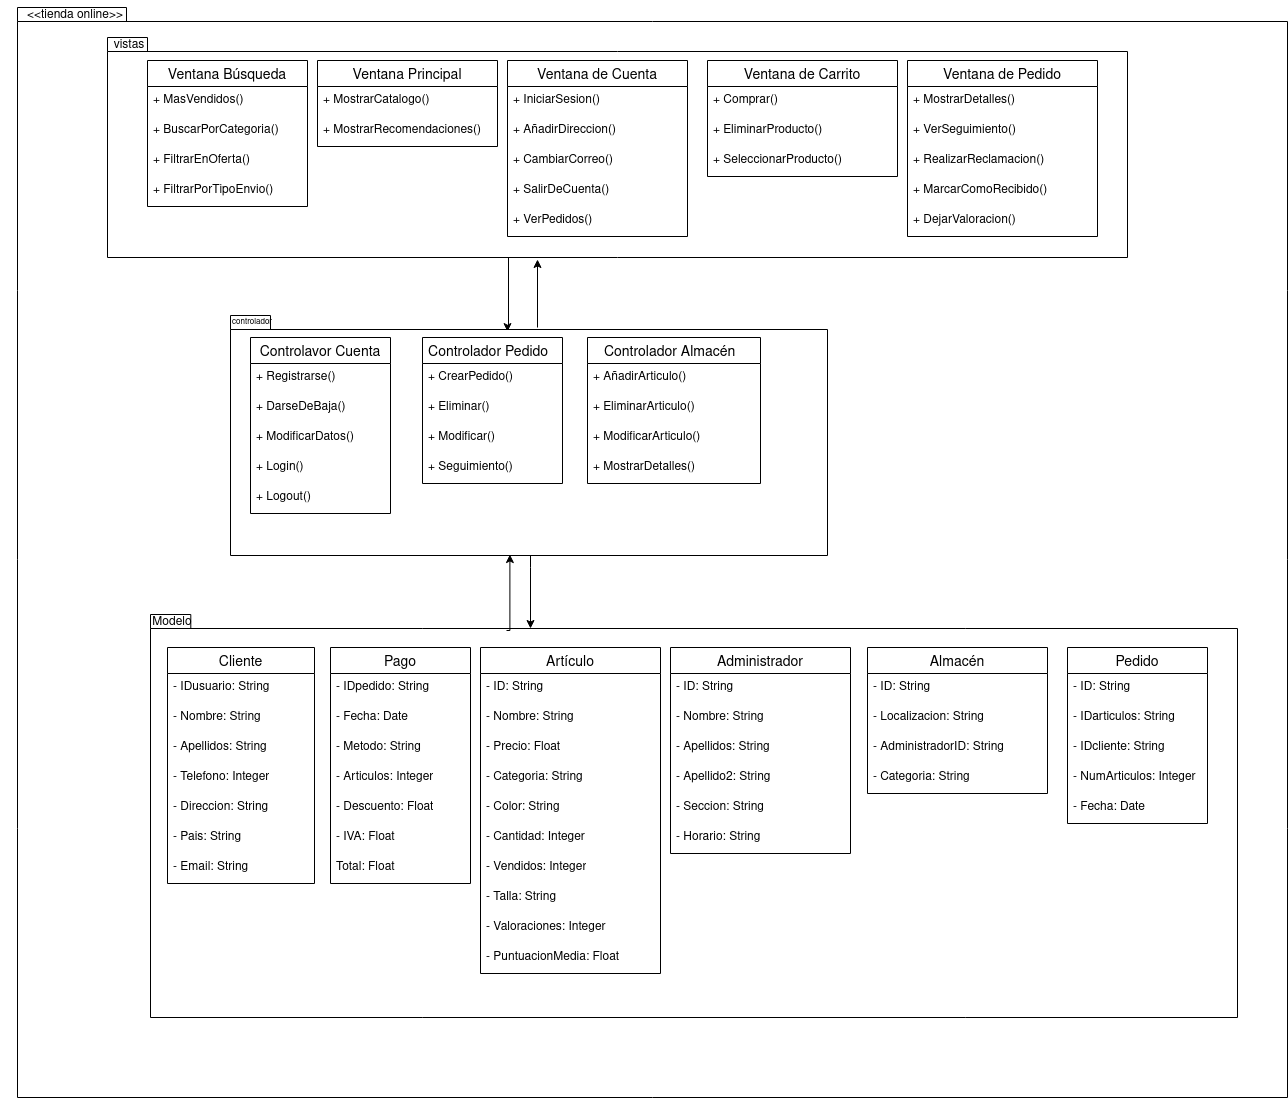 <<tienda online>>
vistas
Ventana Búsqueda
+ MasVendidos()
+ BuscarPorCategoria()
+ FiltrarEnOferta()
+ FiltrarPorTipoEnvio()
Ventana Principal
+ MostrarCatalogo()
+ MostrarRecomendaciones()
Ventana de Cuenta
+ IniciarSesion()
+ AñadirDireccion()
+ CambiarCorreo()
+ SalirDeCuenta()
+ VerPedidos()
Ventana de Carrito
+ Comprar()
+ EliminarProducto()
+ SeleccionarProducto()
Ventana de Pedido
+ MostrarDetalles()
+ VerSeguimiento()
+ RealizarReclamacion()
+ MarcarComoRecibido()
+ DejarValoracion()
controlador
Controlavor Cuenta
+ Registrarse()
+ DarseDeBaja()
+ ModificarDatos()
+ Login()
+ Logout()
Controlador Pedido
+ CrearPedido()
+ Eliminar()
+ Modificar()
+ Seguimiento()
Controlador Almacén
+ AñadirArticulo()
+ EliminarArticulo()
+ ModificarArticulo()
+ MostrarDetalles()
Modelo
Cliente
- IDusuario: String
- Nombre: String
- Apellidos: String
- Telefono: Integer
- Direccion: String
- Pais: String
- Email: String
Pago
- IDpedido: String
- Fecha: Date
- Metodo: String
- Articulos: Integer
- Descuento: Float
- IVA: Float
Total: Float
Artículo
- ID: String
- Nombre: String
- Precio: Float
- Categoria: String
- Color: String
- Cantidad: Integer
- Vendidos: Integer
- Talla: String
- Valoraciones: Integer
- PuntuacionMedia: Float
Administrador
- ID: String
- Nombre: String
- Apellidos: String
- Apellido2: String
- Seccion: String
- Horario: String
Almacén
- ID: String
- Localizacion: String
- AdministradorID: String
- Categoria: String
Pedido
- ID: String
- IDarticulos: String
- IDcliente: String
- NumArticulos: Integer
- Fecha: Date